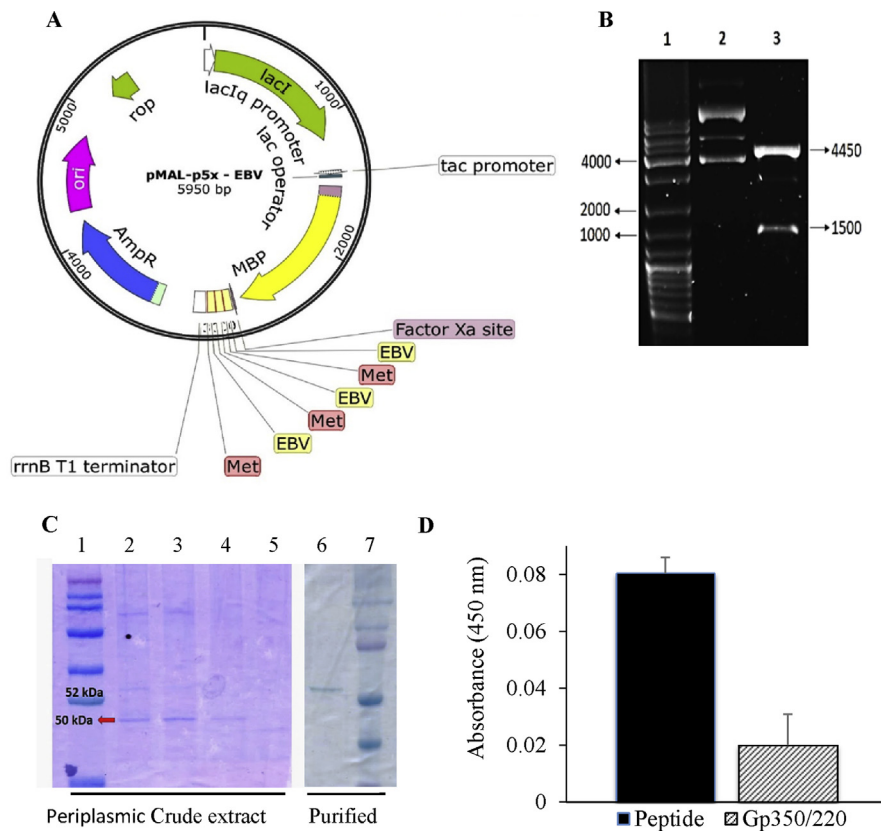 A
lacI
1000
lacIq promoter
lac operator
rop
5000
pMAL-p5x - EBV
5950 bp
tac promoter
ori
2000
AmpR
4000
MBP
Factor Xa site
EBV
Met
EBV
Met
EBV
Met
rrnB T1 terminator
B
1 2 3
4000
2000
1000
4450
1500
C
1 2 3 4 5 6 7
52 kDa
50 kDa
Periplasmic Crude extract
Purified
D
Absorbance (450 nm)
0.08
0.06
0.04
0.02
0
Peptide
Gp350/220